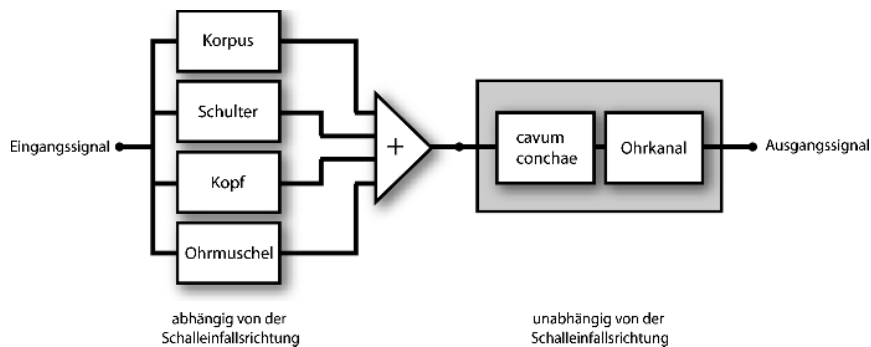 Korpus
Schulter
Eingangssignal
Kopf
Ohrmuschel
+
cavum
conchae
Ohrkanal
Ausgangssignal
abhängig von der
Schalleinfallsrichtung
unabhängig von der
Schalleinfallsrichtung